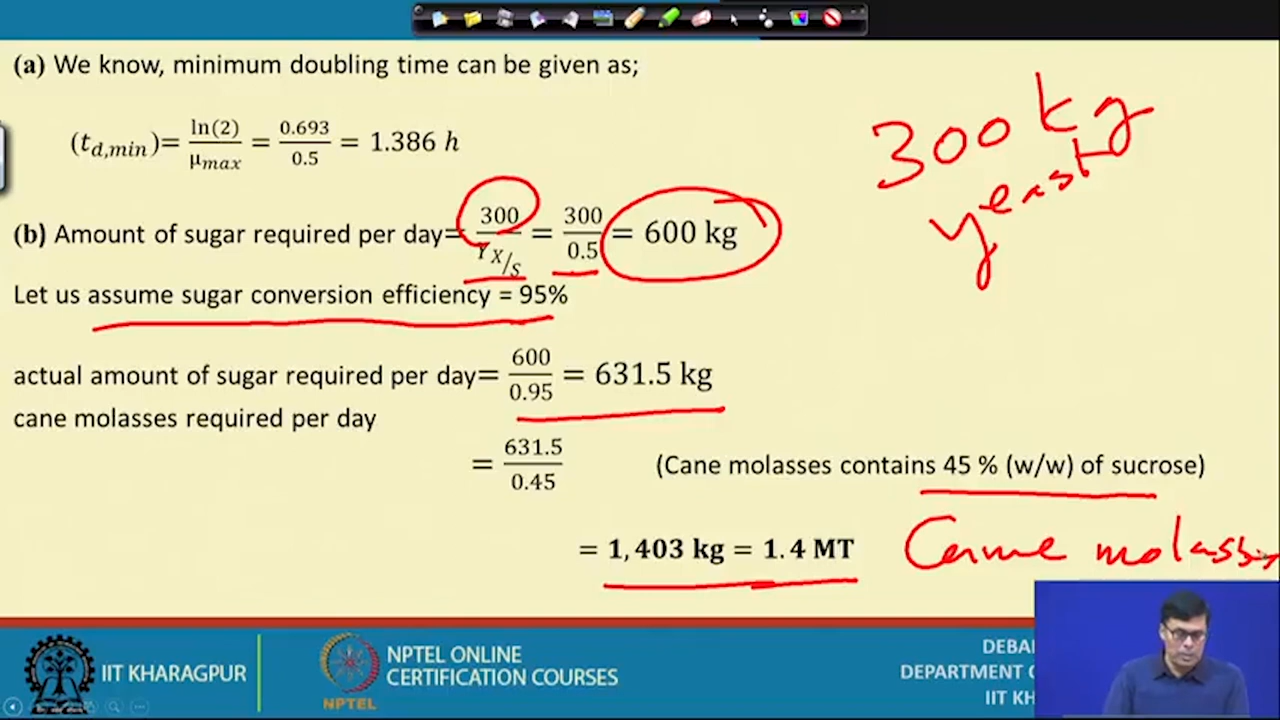 (a) We know, minimum doubling time can be given as;
(t_{d,min})= ln(2)/μ_{max} = 0.693/0.5 = 1.386 h
300 kg
yeast
(b) Amount of sugar required per day= 300/Y_{X/S} = 300/0.5 = 600 kg
Let us assume sugar conversion efficiency = 95%
actual amount of sugar required per day= 600/0.95 = 631.5 kg
cane molasses required per day
= 631.5/0.45 (Cane molasses contains 45 % (w/w) of sucrose)
= 1,403 kg = 1.4 MT
Cane molasses
IIT KHARAGPUR
NPTEL
NPTEL ONLINE
CERTIFICATION COURSES
DEBA
DEPARTMENT
IIT KH